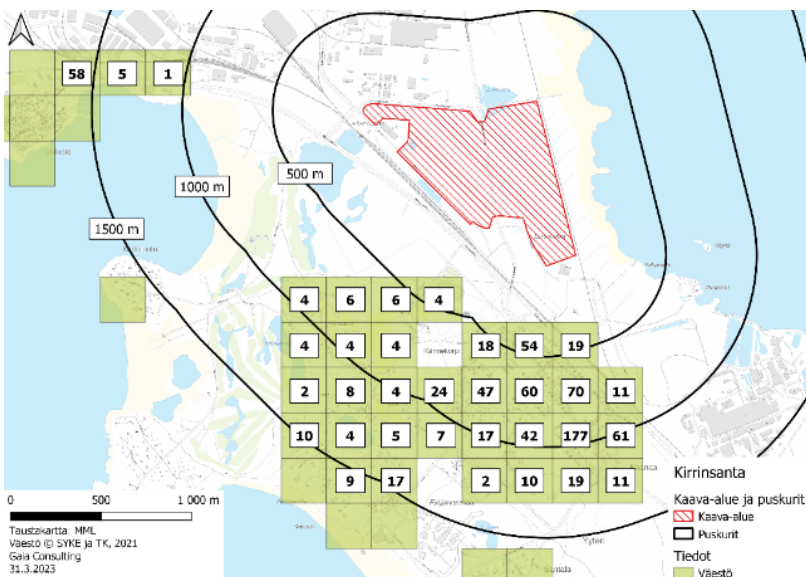 58 5 1
500 m
1000 m
1500 m
4 6 6 4
4 4 4 18 54 19
2 8 4 24 47 60 70 11
10 4 5 7 17 42 177 61
9 17 2 10 19 11
Kirrinsanta
Kaava-alue ja puskurit
Kaava-alue
Puskurit
Tiedot
Väestö
0 500 1 000 m
Taustakartta: MML
Väestö © SYKE ja TK, 2021
Gaia Consulting
31.3.2023
Yyteri